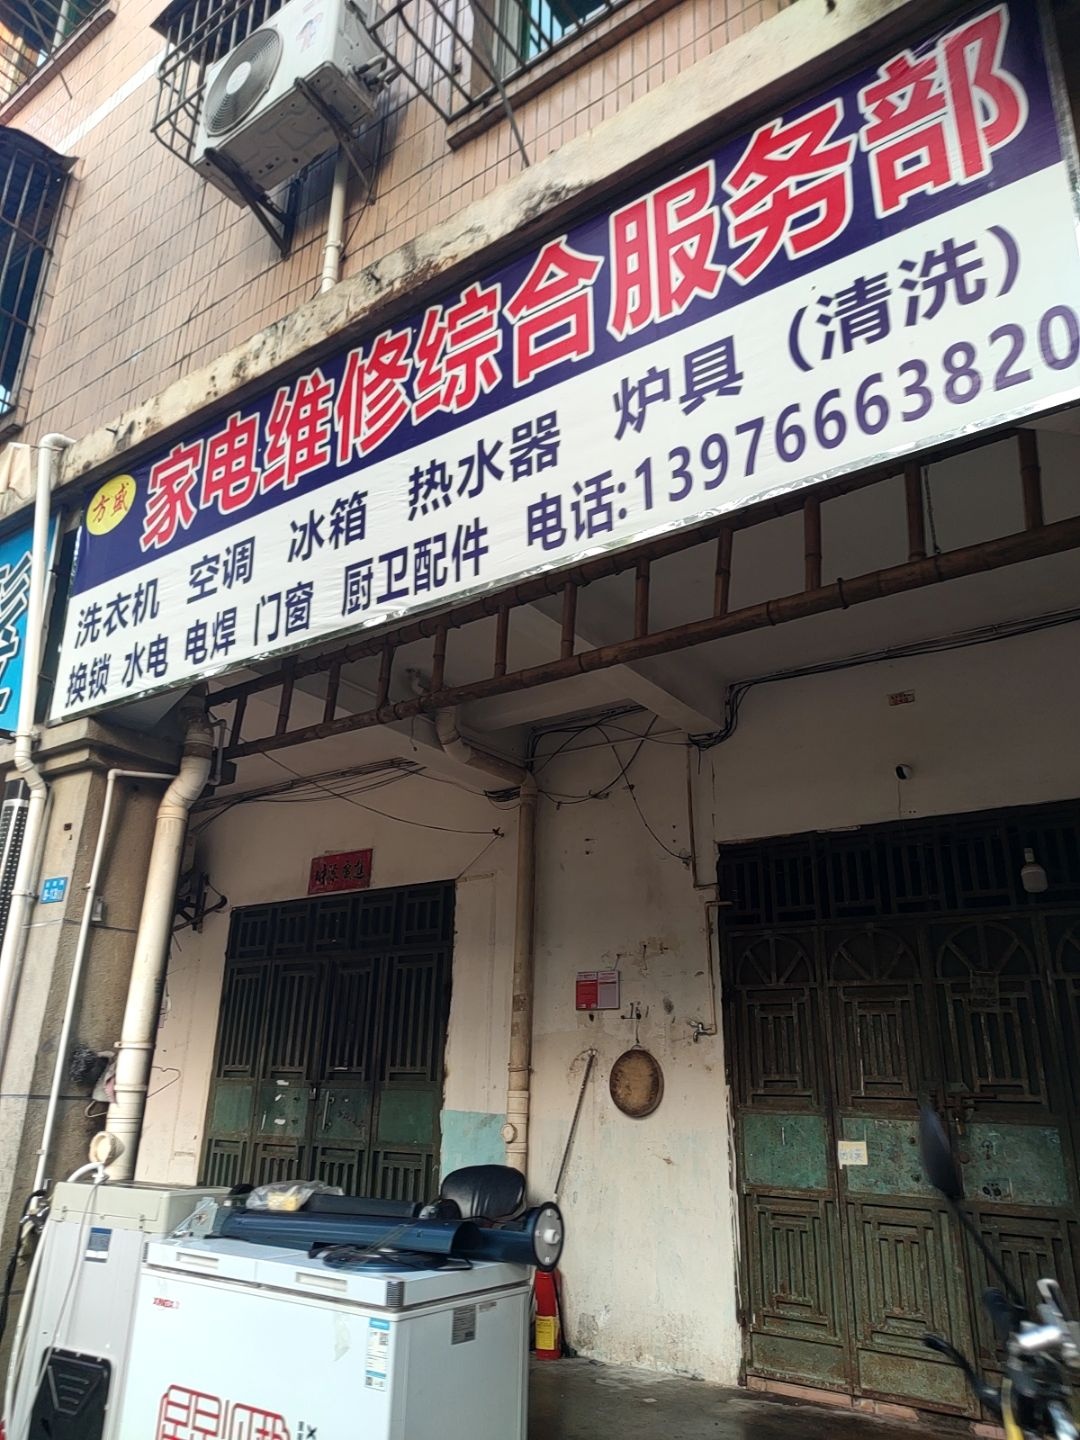 方盛
家电维修综合服务部
洗衣机 空调 冰箱 热水器 炉具（清洗）
换锁 水电 电焊 门窗 厨卫配件 电话:13976663820
XINGX